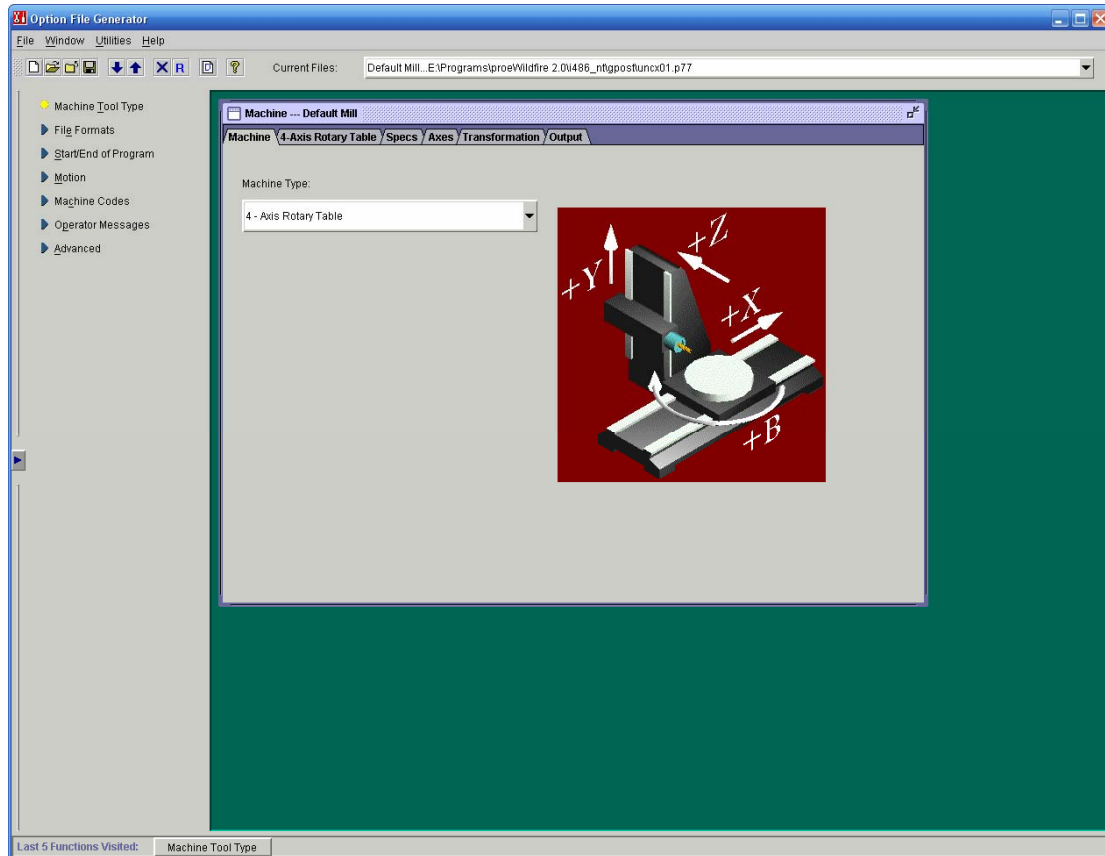 Option File Generator
File Window Utilities Help
R D ? Current Files: Default Mill...E:\Programs\proeWildfire 2.0\i486_nt\gpost\uncx01.p77
Machine Tool Type
File Formats
Start/End of Program
Motion
Machine Codes
Operator Messages
Advanced
Machine --- Default Mill
Machine 4-Axis Rotary Table Specs Axes Transformation Output
Machine Type:
4 - Axis Rotary Table
+Z
+Y
+X
+B
Last 5 Functions Visited: Machine Tool Type